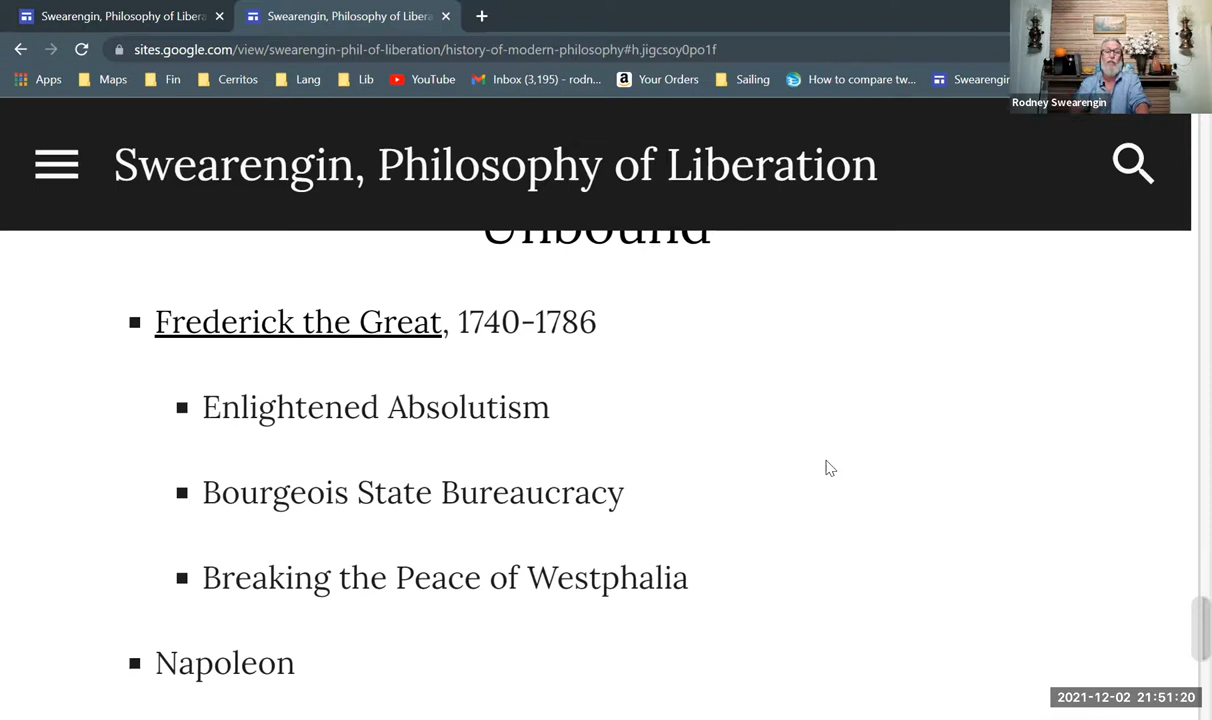 Swearengin, Philosophy of Libera
Swearengin, Philosophy of Libera
sites.google.com/view/swearengin-phil-of-liberation/history-of-modern-philosophy#h.jigcsoy0po1f
Apps Maps Fin Cerritos Lang Lib YouTube Inbox (3,195) - rodn... Your Orders Sailing How to compare tw... Swearengin
Rodney Swearengin
Swearengin, Philosophy of Liberation
Unbound
Frederick the Great, 1740-1786
Enlightened Absolutism
Bourgeois State Bureaucracy
Breaking the Peace of Westphalia
Napoleon
2021-12-02 21:51:20